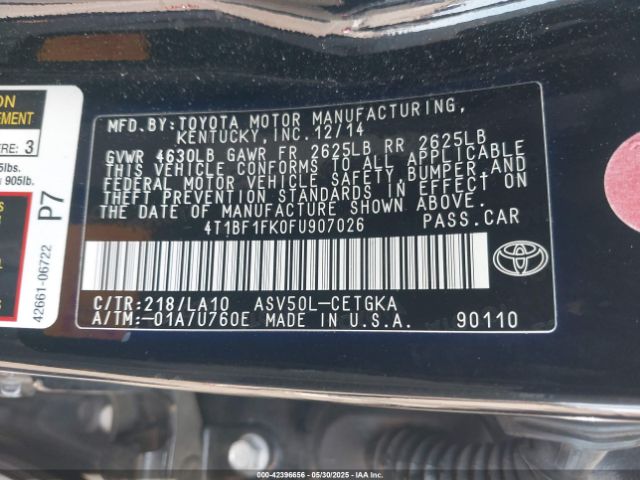 ON
EMENT
ERE: 3
5lbs.
905lb.
P7
42661-06722
MFD.BY:TOYOTA MOTOR MANUFACTURING,
KENTUCKY,INC.12/14
GVWR 4630LB GAWR FR 2625LB RR 2625LB
THIS VEHICLE CONFORMS TO ALL APPLICABLE
FEDERAL MOTOR VEHICLE SAFETY,BUMPER,AND
THEFT PREVENTION STANDARDS IN EFFECT ON
THE DATE OF MANUFACTURE SHOWN ABOVE.
4T1BF1FK0FU907026 PASS.CAR
C/TR:218/LA10 ASV50L-CETGKA
A/TM:-01A/U760E MADE IN U.S.A. 90110
000-42396656 - 05/30/2025 - IAA Inc.